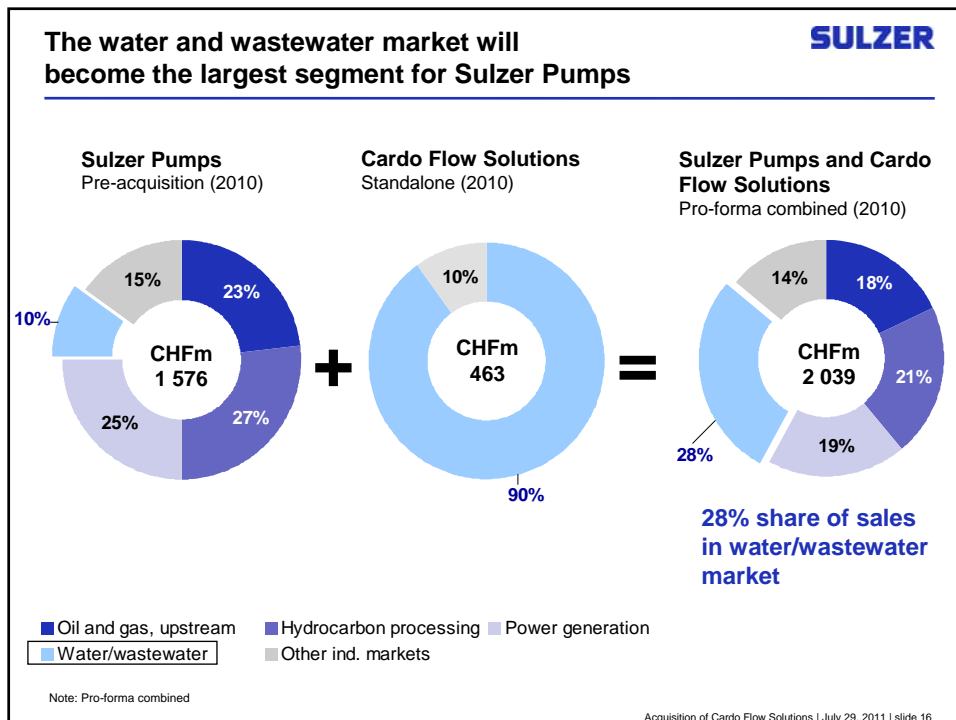 The water and wastewater market will
become the largest segment for Sulzer Pumps
SULZER
Sulzer Pumps
Pre-acquisition (2010)
15%
23%
10%
CHFm
1 576
25%
27%
+
Cardo Flow Solutions
Standalone (2010)
10%
CHFm
463
90%
=
Sulzer Pumps and Cardo
Flow Solutions
Pro-forma combined (2010)
14%
18%
CHFm
2 039
21%
28%
19%
28% share of sales
in water/wastewater
market
Oil and gas, upstream Hydrocarbon processing Power generation
Water/wastewater Other ind. markets
Note: Pro-forma combined
Acquisition of Cardo Flow Solutions | July 29, 2011 | slide 16